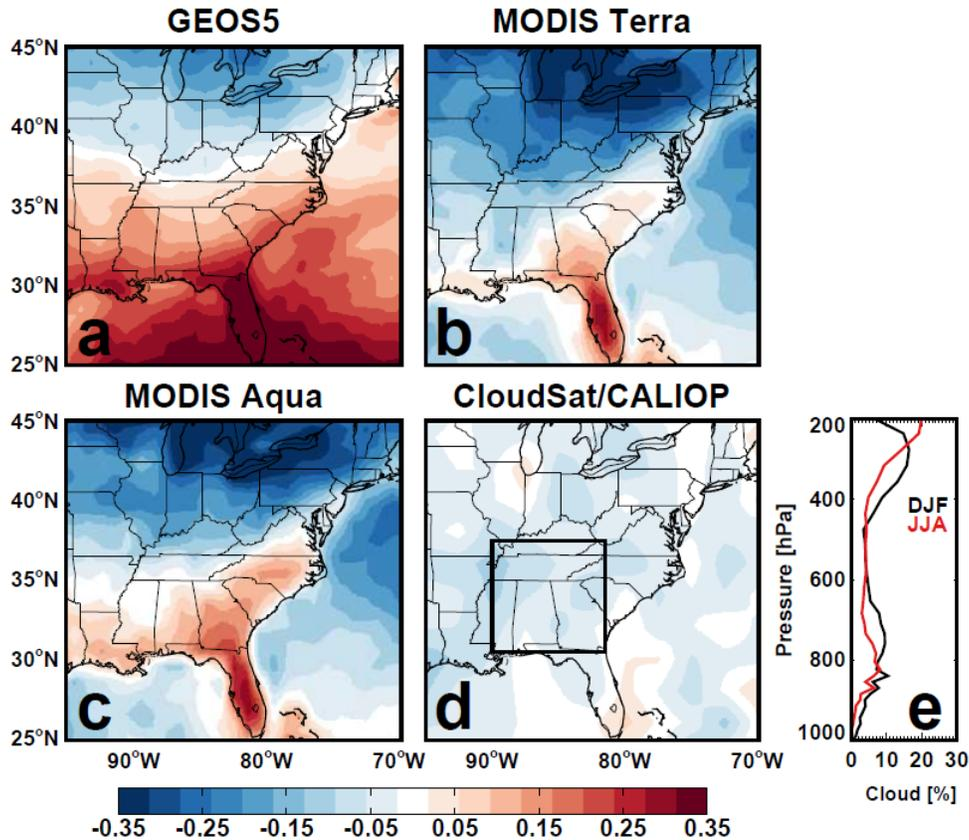 GEOS5
MODIS Terra
45°N
40°N
35°N
30°N
25°N
a
b
MODIS Aqua
CloudSat/CALIOP
45°N
40°N
35°N
30°N
25°N
c
d
90°W
80°W
70°W
90°W
80°W
70°W
200
400
600
800
1000
Pressure [hPa]
DJF
JJA
e
0 10 20 30
Cloud [%]
-0.35 -0.25 -0.15 -0.05 0.05 0.15 0.25 0.35